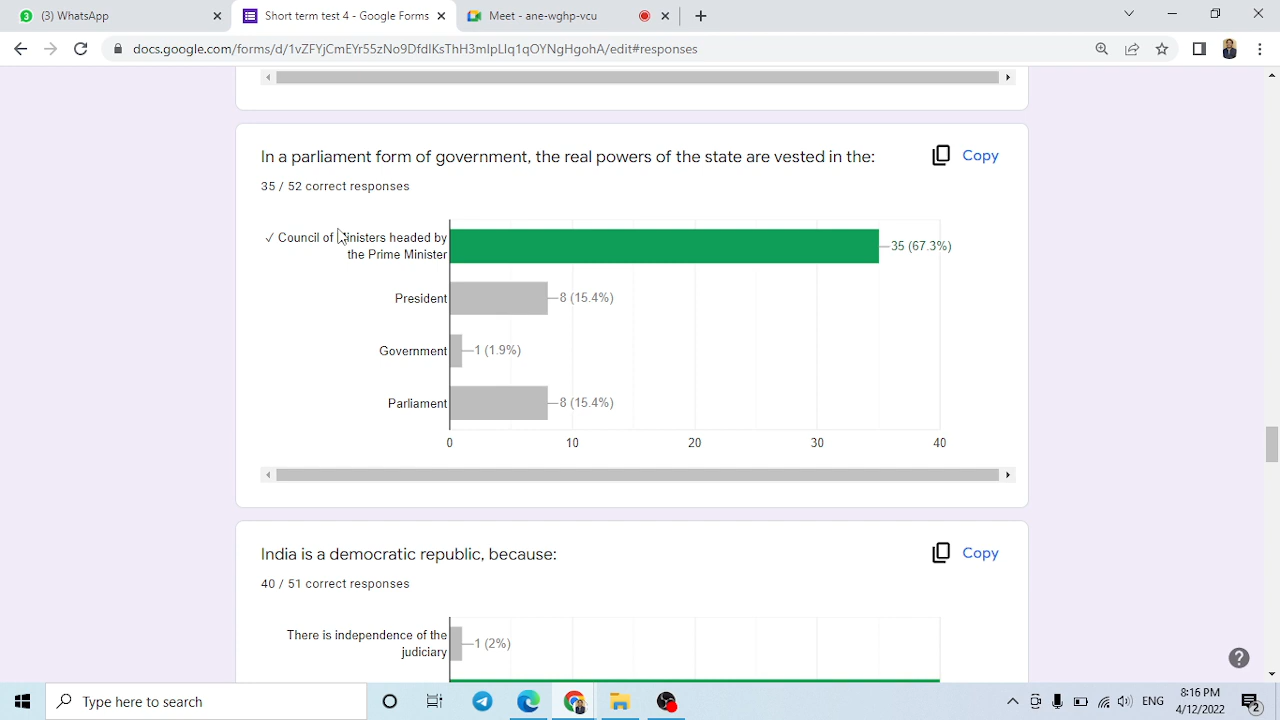 (3) WhatsApp
Short term test 4 - Google Forms
Meet - ane-wghp-vcu
docs.google.com/forms/d/1vZFYjCmEYr55zNo9DfdlKsThH3mlpLlq1qOYNgHgohA/edit#responses
In a parliament form of government, the real powers of the state are vested in the:
Copy
35 / 52 correct responses
✓ Council of Ministers headed by
the Prime Minister
35 (67.3%)
President
8 (15.4%)
Government
1 (1.9%)
Parliament
8 (15.4%)
0 10 20 30 40
India is a democratic republic, because:
Copy
40 / 51 correct responses
There is independence of the
judiciary
1 (2%)
Type here to search
ENG
8:16 PM
4/12/2022
2